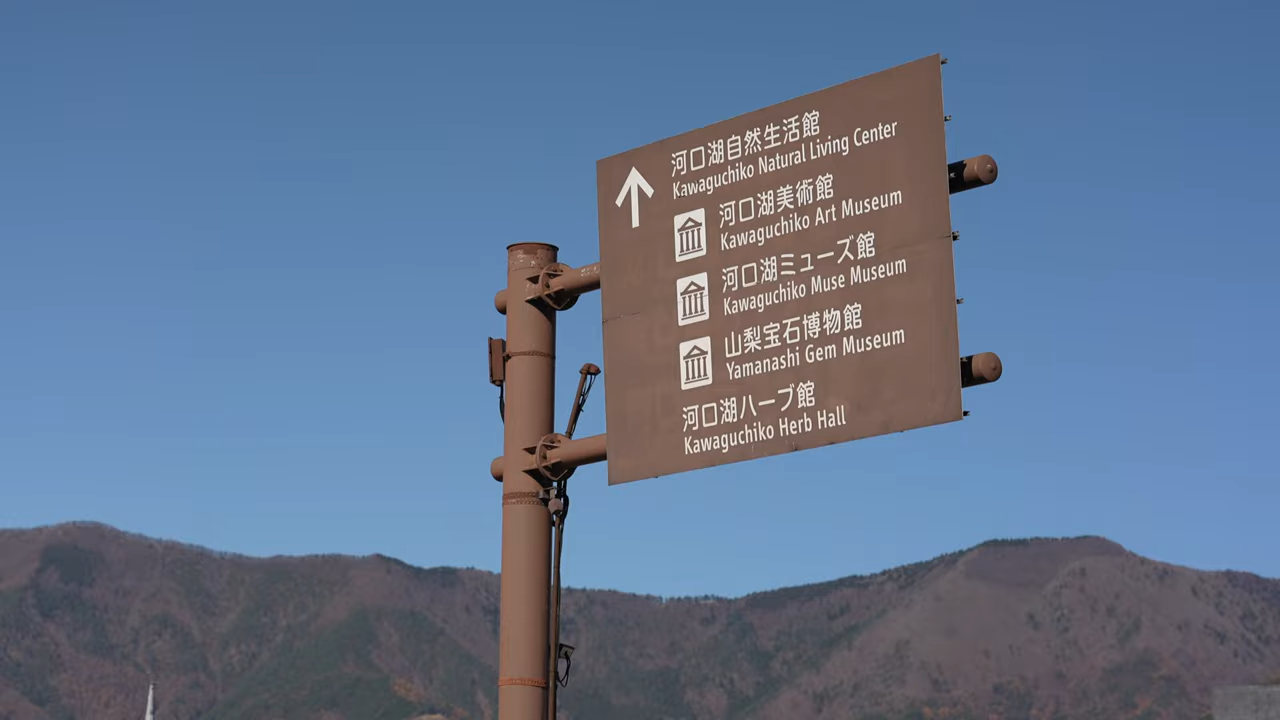 河口湖自然生活館
Kawaguchiko Natural Living Center
河口湖美術館
Kawaguchiko Art Museum
河口湖ミューズ館
Kawaguchiko Muse Museum
山梨宝石博物館
Yamanashi Gem Museum
河口湖ハーブ館
Kawaguchiko Herb Hall